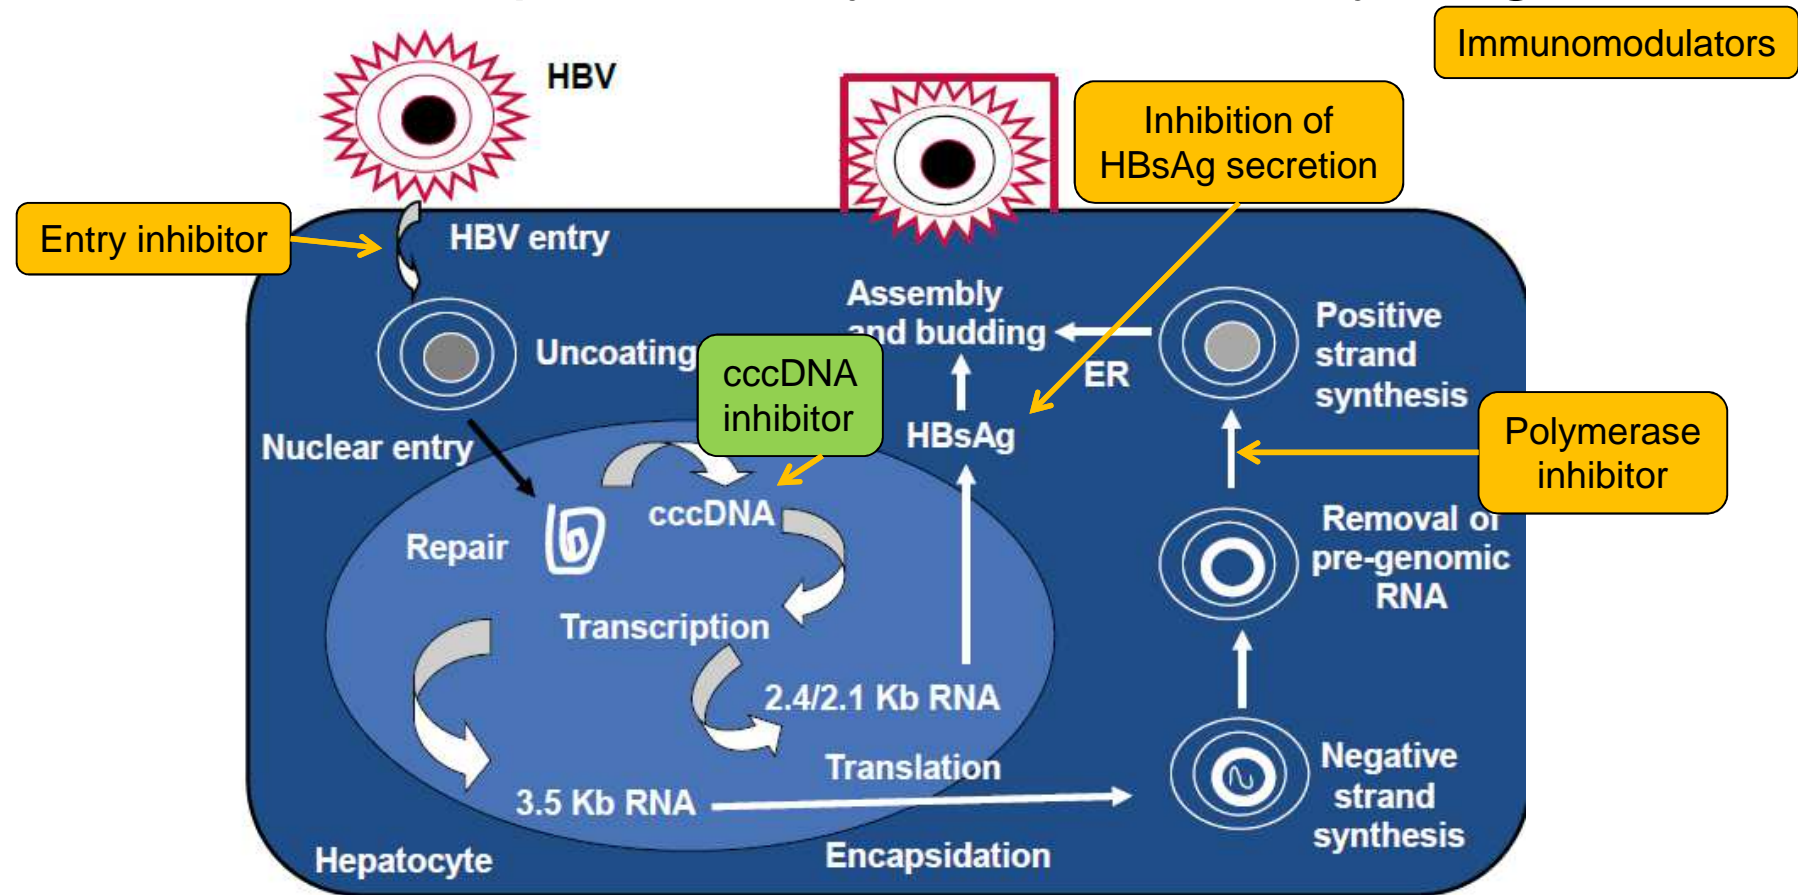 Immunomodulators
HBV
Inhibition of
HBsAg secretion
Entry inhibitor
HBV entry
Assembly
and budding
Positive
strand
synthesis
Uncoating
cccDNA
inhibitor
ER
HBsAg
Polymerase
inhibitor
Nuclear entry
cccDNA
Repair
Removal of
pre-genomic
RNA
Transcription
2.4/2.1 Kb RNA
Translation
Negative
strand
synthesis
3.5 Kb RNA
Hepatocyte
Encapsidation